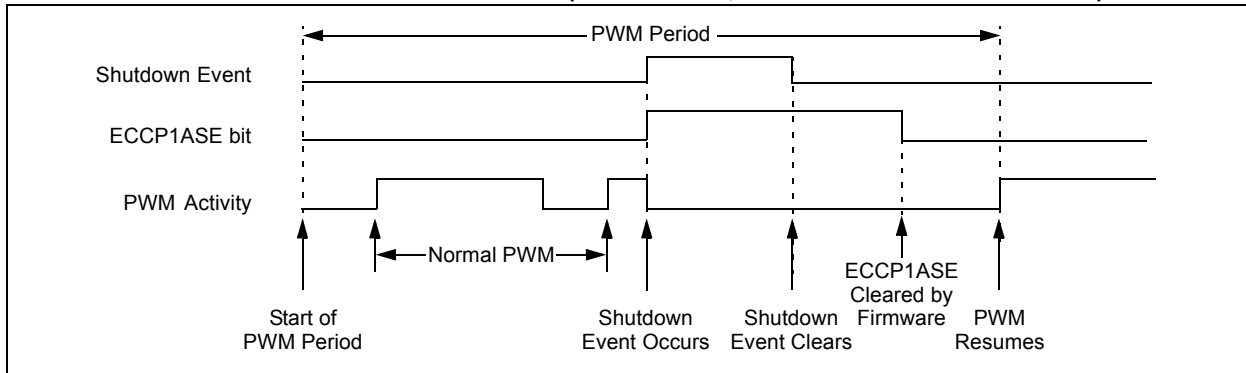 PWM Period
Shutdown Event
ECCP1ASE bit
PWM Activity
Normal PWM
Start of
PWM Period
Shutdown
Event Occurs
Shutdown
Event Clears
ECCP1ASE
Cleared by
Firmware
PWM
Resumes